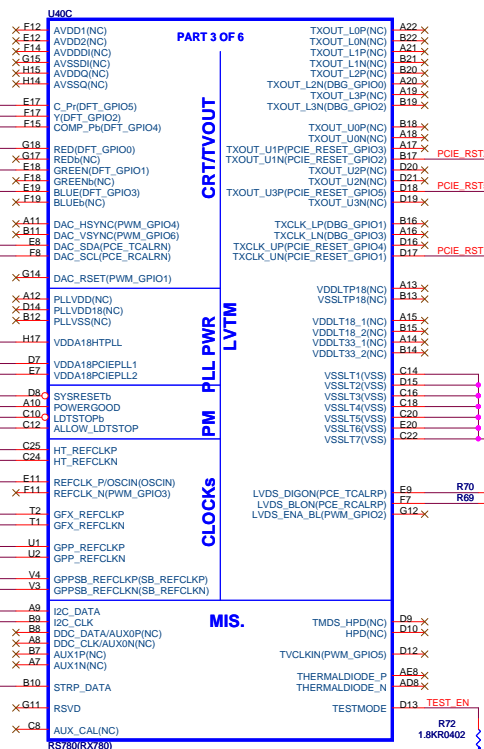 U40C
PART 3 OF 6
CRT/TVOUT
PLL PWR
LVTM
PM
CLOCKs
MIS.
F12 AVDD1(NC)
E12 AVDD2(NC)
F14 AVDDDI(NC)
G15 AVSSDI(NC)
H15 AVDDQ(NC)
H14 AVSSQ(NC)
E17 C_Pr(DFT_GPIO5)
F17 Y(DFT_GPIO2)
F15 COMP_Pb(DFT_GPIO4)
G18 RED(DFT_GPIO0)
G17 REDb(NC)
E18 GREEN(DFT_GPIO1)
F18 GREENb(NC)
E19 BLUE(DFT_GPIO3)
F19 BLUEb(NC)
A11 DAC_HSYNC(PWM_GPIO4)
B11 DAC_VSYNC(PWM_GPIO6)
E8 DAC_SDA(PCE_TCALRN)
F8 DAC_SCL(PCE_RCALRN)
G14 DAC_RSET(PWM_GPIO1)
A12 PLLVDD(NC)
D14 PLLVDD18(NC)
B12 PLLVSS(NC)
H17 VDDA18HTPLL
D7 VDDA18PCIEPLL1
E7 VDDA18PCIEPLL2
D8 SYSRESETb
A10 POWERGOOD
C10 LDTSTOPb
C12 ALLOW_LDTSTOP
C25 HT_REFCLKP
C24 HT_REFCLKN
E11 REFCLK_P/OSCIN(OSCIN)
F11 REFCLK_N(PWM_GPIO3)
T2 GFX_REFCLKP
T1 GFX_REFCLKN
U1 GPP_REFCLKP
U2 GPP_REFCLKN
V4 GPPSB_REFCLKP(SB_REFCLKP)
V3 GPPSB_REFCLKN(SB_REFCLKN)
A9 I2C_DATA
B9 I2C_CLK
B8 DDC_DATA/AUX0P(NC)
A8 DDC_CLK/AUX0N(NC)
B7 AUX1P(NC)
A7 AUX1N(NC)
B10 STRP_DATA
G11 RSVD
C8 AUX_CAL(NC)
RS780(RX780)
TXOUT_L0P(NC) A22
TXOUT_L0N(NC) B22
TXOUT_L1P(NC) A21
TXOUT_L1N(NC) B21
TXOUT_L2P(NC) B20
TXOUT_L2N(DBG_GPIO0) A20
TXOUT_L3P(NC) A19
TXOUT_L3N(DBG_GPIO2) B19
TXOUT_U0P(NC) B18
TXOUT_U0N(NC) A18
TXOUT_U1P(PCIE_RESET_GPIO3) A17
TXOUT_U1N(PCIE_RESET_GPIO2) B17 PCIE_RST
TXOUT_U2P(NC) D20
TXOUT_U2N(NC) D21
TXOUT_U3P(PCIE_RESET_GPIO5) D18 PCIE_RST
TXOUT_U3N(NC) D19
TXCLK_LP(DBG_GPIO1) B16
TXCLK_LN(DBG_GPIO3) A16
TXCLK_UP(PCIE_RESET_GPIO4) D16
TXCLK_UN(PCIE_RESET_GPIO1) D17 PCIE_RST
VDDLTP18(NC) A13
VSSLTP18(NC) B13
VDDLT18_1(NC) A15
VDDLT18_2(NC) B15
VDDLT33_1(NC) A14
VDDLT33_2(NC) B14
VSSLT1(VSS) C14
VSSLT2(VSS) D15
VSSLT3(VSS) C16
VSSLT4(VSS) C18
VSSLT5(VSS) C20
VSSLT6(VSS) E20
VSSLT7(VSS) C22
LVDS_DIGON(PCE_TCALRP) E9 R70
LVDS_BLON(PCE_RCALRP) F7 R69
LVDS_ENA_BL(PWM_GPIO2) G12
TMDS_HPD(NC) D9
HPD(NC) D10
TVCLKIN(PWM_GPIO5) D12
THERMALDIODE_P AE8
THERMALDIODE_N AD8
TESTMODE D13 TEST_EN
R72
1.8KR0402